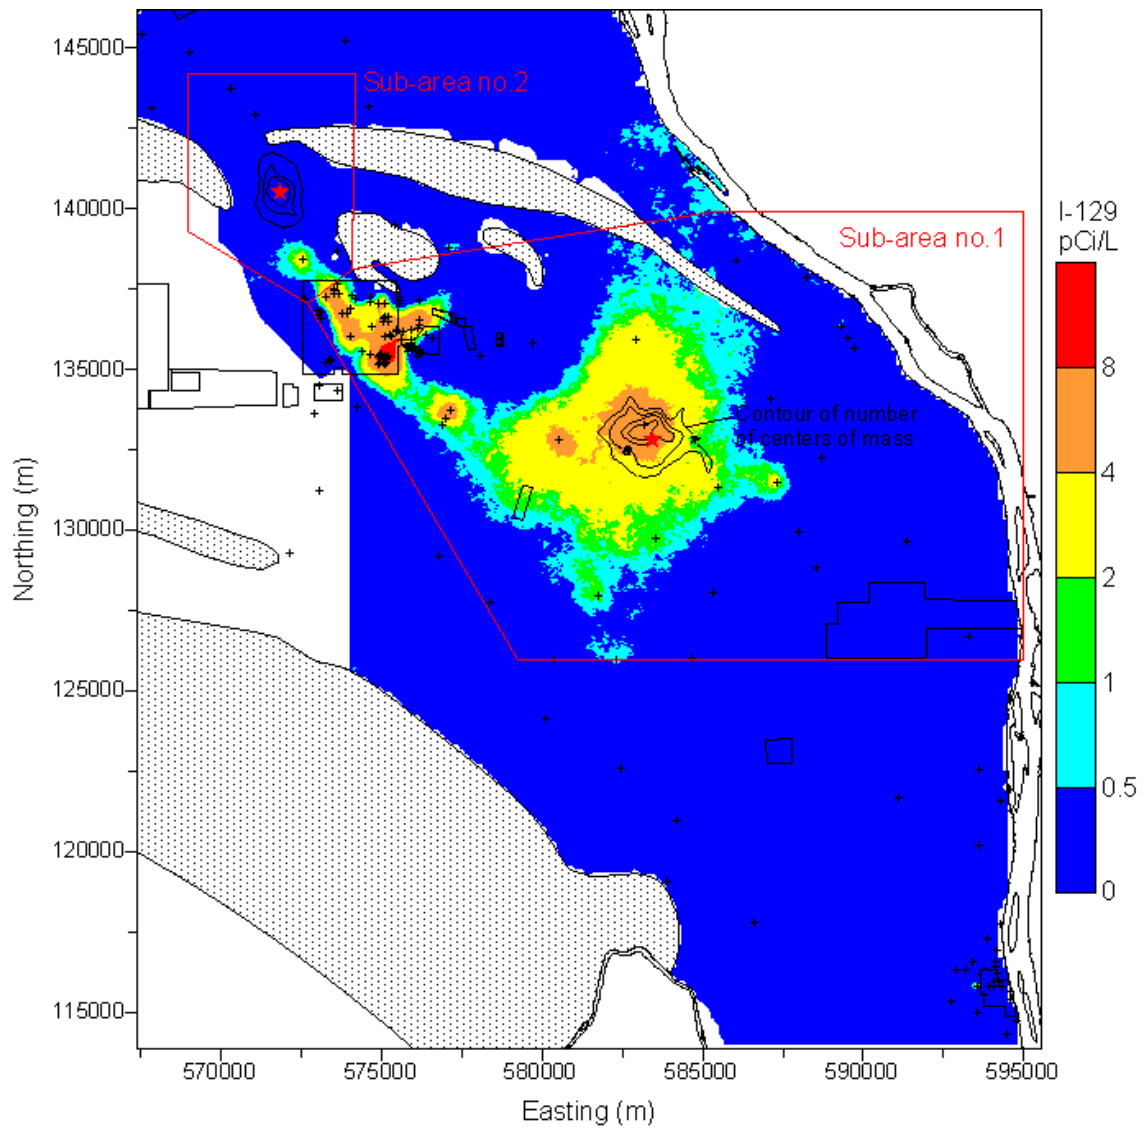 145000
140000
135000
130000
125000
120000
115000
Northing (m)
570000
575000
580000
585000
590000
595000
Easting (m)
Sub-area no.2
Sub-area no.1
Contour of number
of centers of mass
I-129
pCi/L
8
4
2
1
0.5
0